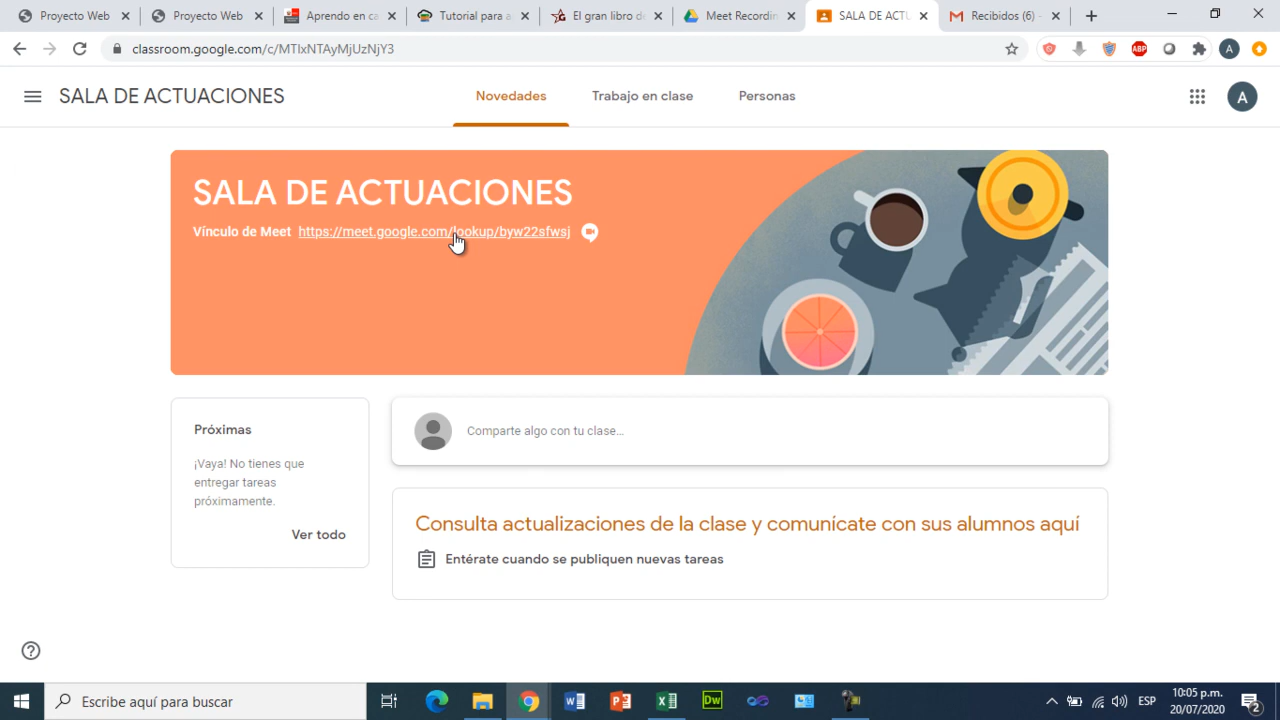 Proyecto Web
Proyecto Web
Aprendo en ca
Tutorial para a
El gran libro de
Meet Recordin
SALA DE ACTU
Recibidos (6) -
classroom.google.com/c/MTIxNTAyMjUzNjY3
ABP
A
SALA DE ACTUACIONES
Novedades
Trabajo en clase
Personas
A
SALA DE ACTUACIONES
Vínculo de Meet https://meet.google.com/lookup/byw22sfwsj
Próximas
¡Vaya! No tienes que
entregar tareas
próximamente.
Ver todo
Comparte algo con tu clase...
Consulta actualizaciones de la clase y comunícate con sus alumnos aquí
Entérate cuando se publiquen nuevas tareas
Escribe aquí para buscar
Dw
ESP
10:05 p.m.
20/07/2020
2